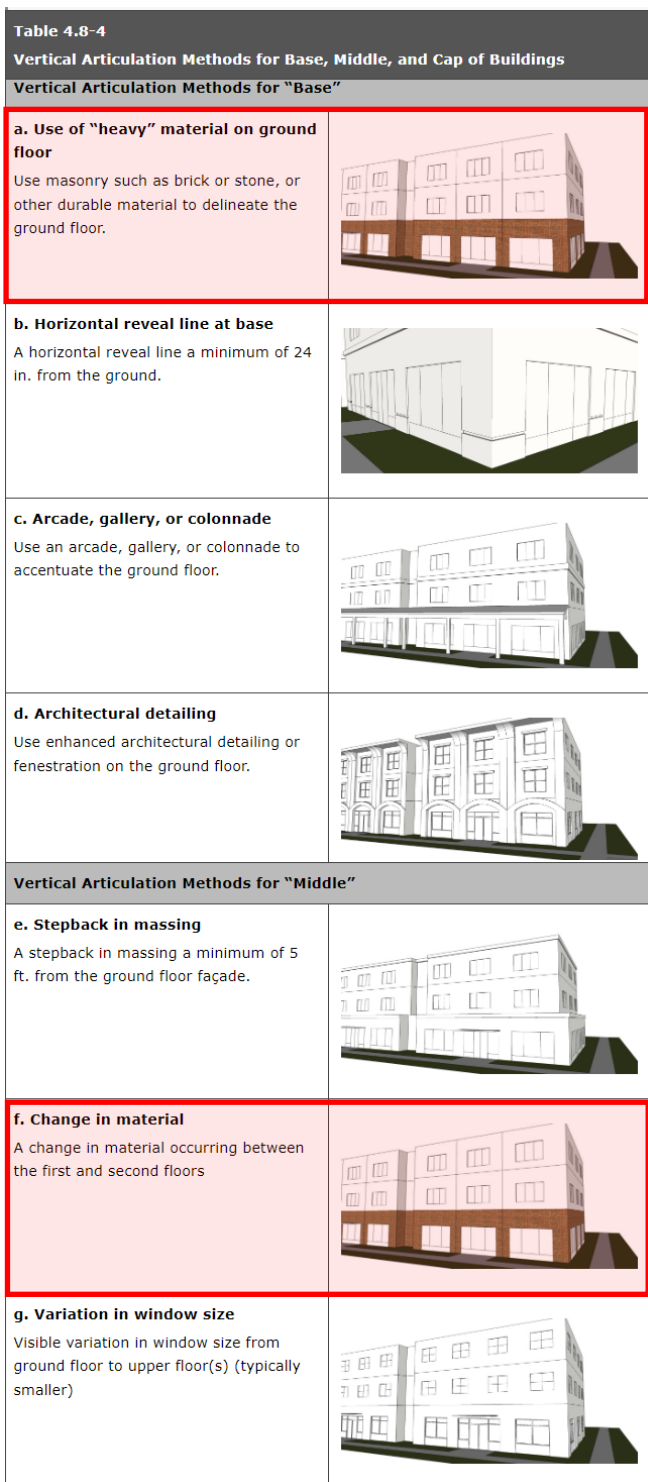 Table 4.8-4
Vertical Articulation Methods for Base, Middle, and Cap of Buildings
Vertical Articulation Methods for “Base”
a. Use of “heavy” material on ground
floor
Use masonry such as brick or stone, or
other durable material to delineate the
ground floor.
b. Horizontal reveal line at base
A horizontal reveal line a minimum of 24
in. from the ground.
c. Arcade, gallery, or colonnade
Use an arcade, gallery, or colonnade to
accentuate the ground floor.
d. Architectural detailing
Use enhanced architectural detailing or
fenestration on the ground floor.
Vertical Articulation Methods for “Middle”
e. Stepback in massing
A stepback in massing a minimum of 5
ft. from the ground floor façade.
f. Change in material
A change in material occurring between
the first and second floors
g. Variation in window size
Visible variation in window size from
ground floor to upper floor(s) (typically
smaller)